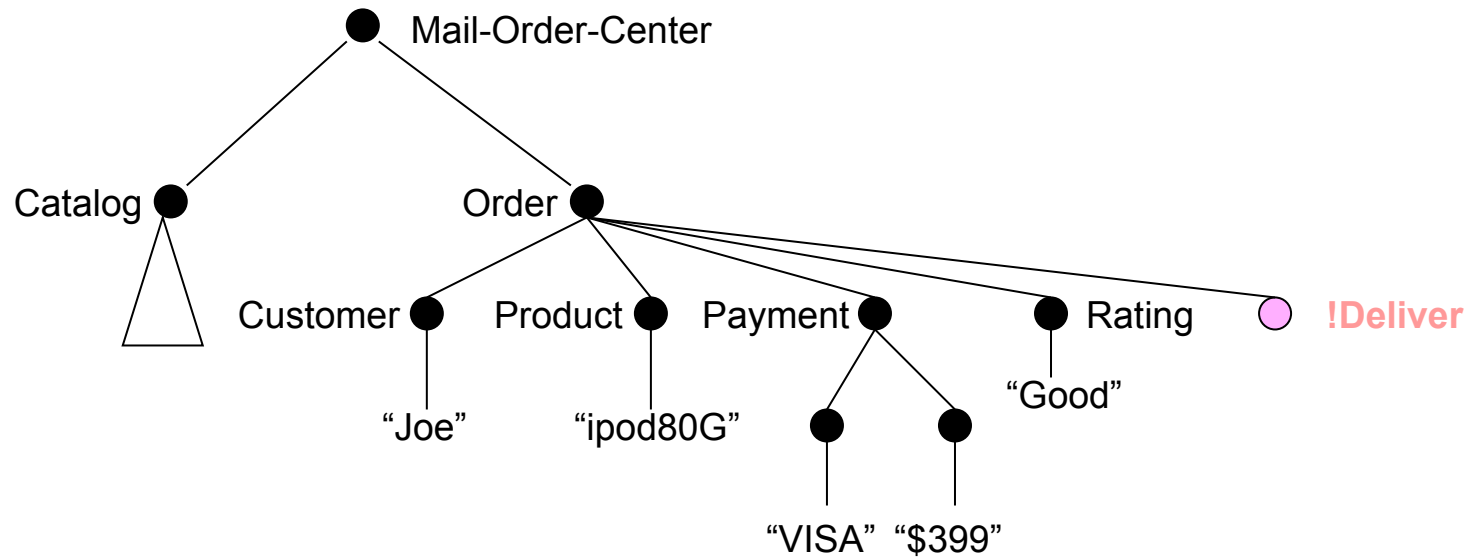 Mail-Order-Center
Catalog
Order
Customer
Product
Payment
Rating
!Deliver
“Joe”
“ipod80G”
“Good”
“VISA”
“$399”